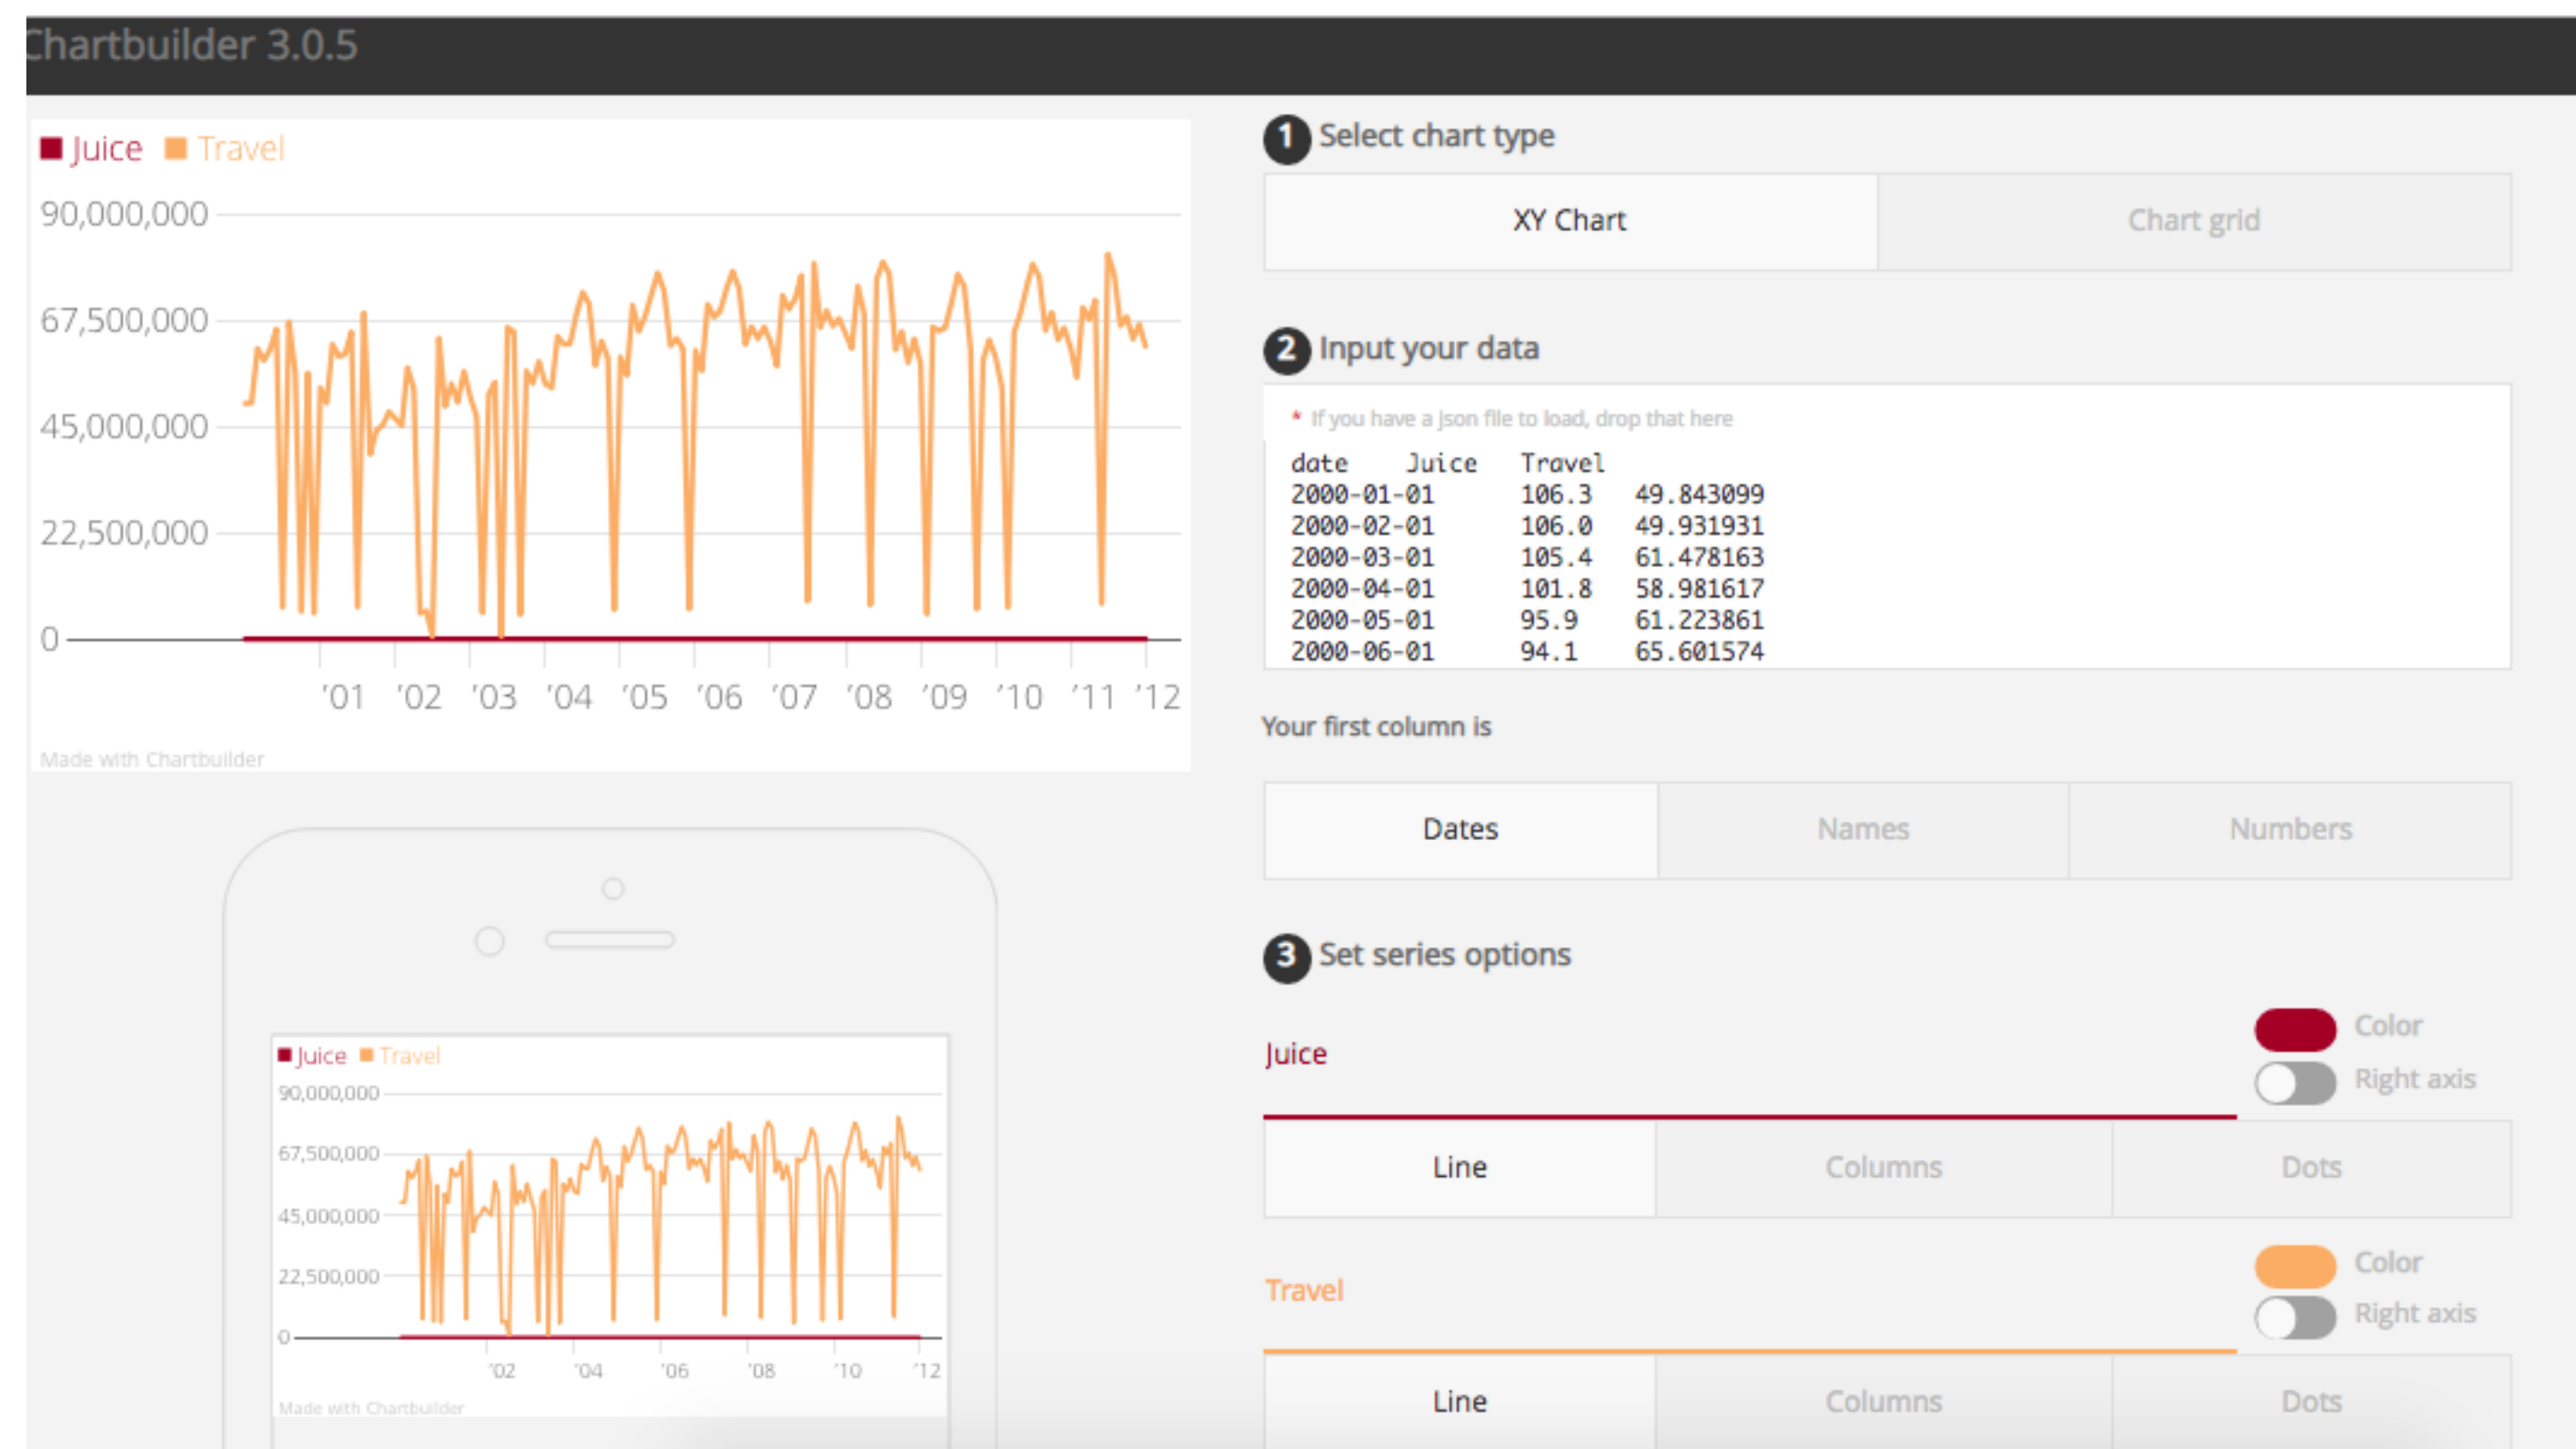 Chartbuilder 3.0.5
Juice Travel
90,000,000
67,500,000
45,000,000
22,500,000
0
'01 '02 '03 '04 '05 '06 '07 '08 '09 '10 '11 '12
Made with Chartbuilder
Juice Travel
90,000,000
67,500,000
45,000,000
22,500,000
0
'02 '04 '06 '08 '10 '12
Made with Chartbuilder
1 Select chart type
XY Chart Chart grid
2 Input your data
* If you have a json file to load, drop that here
date Juice Travel
2000-01-01 106.3 49.843099
2000-02-01 106.0 49.931931
2000-03-01 105.4 61.478163
2000-04-01 101.8 58.981617
2000-05-01 95.9 61.223861
2000-06-01 94.1 65.601574
Your first column is
Dates Names Numbers
3 Set series options
Juice
Color
Right axis
Line Columns Dots
Travel
Color
Right axis
Line Columns Dots